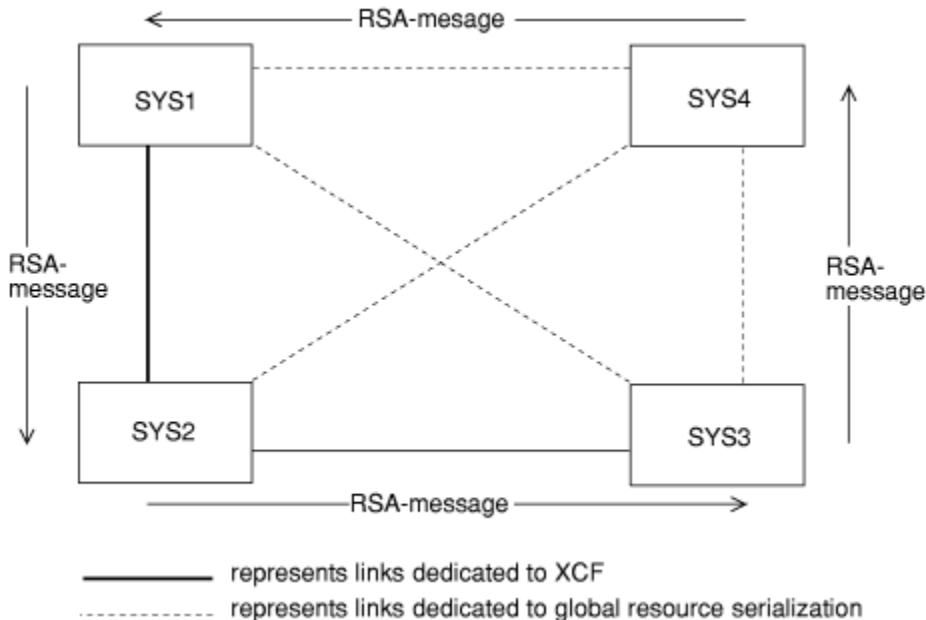 RSA-mesage
SYS1
SYS4
RSA-
message
RSA-
message
SYS2
SYS3
RSA-message
represents links dedicated to XCF
represents links dedicated to global resource serialization